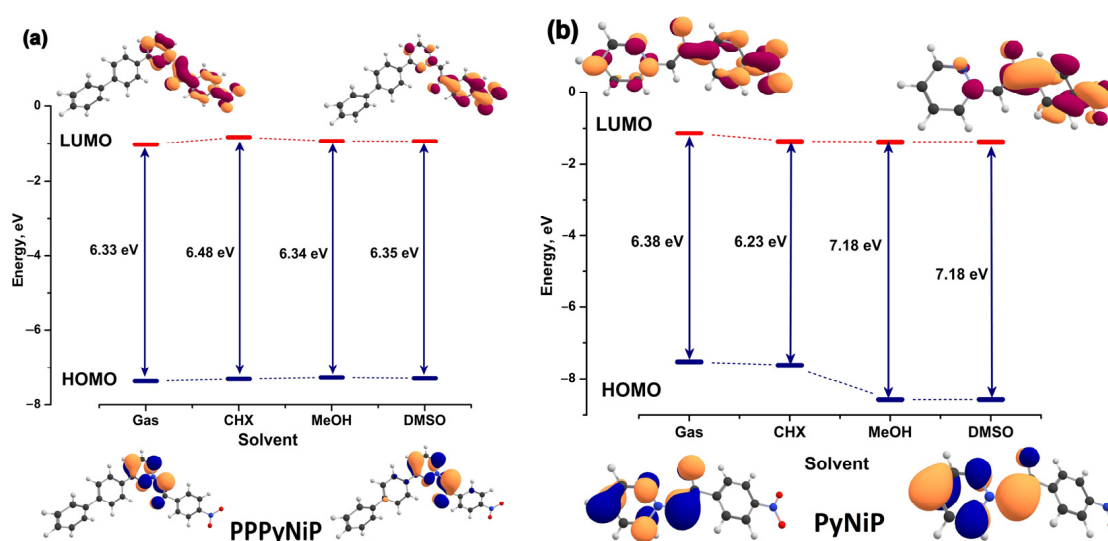 (a)
0
LUMO
−2
6.33 eV
6.48 eV
6.34 eV
6.35 eV
Energy, eV
−4
−6
HOMO
−8
Gas
CHX
MeOH
DMSO
Solvent
PPPyNiP
(b)
0
LUMO
−2
6.38 eV
6.23 eV
7.18 eV
7.18 eV
Energy, eV
−4
−6
−8
HOMO
Gas
CHX
MeOH
DMSO
Solvent
PyNiP